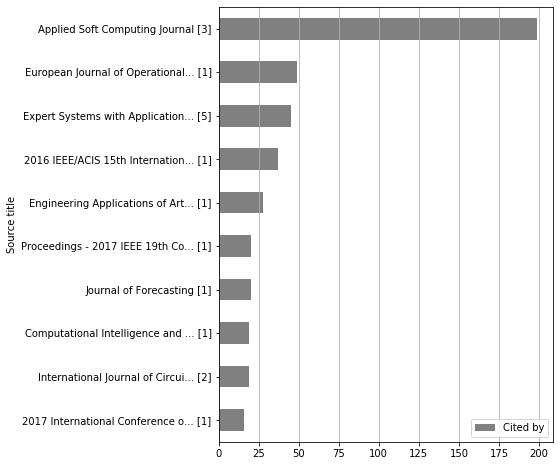 Applied Soft Computing Journal [3]
European Journal of Operational... [1]
Expert Systems with Application... [5]
2016 IEEE/ACIS 15th Internation... [1]
Engineering Applications of Art... [1]
Proceedings - 2017 IEEE 19th Co... [1]
Journal of Forecasting [1]
Computational Intelligence and ... [1]
International Journal of Circui... [2]
2017 International Conference o... [1]
Source title
Cited by
0 25 50 75 100 125 150 175 200